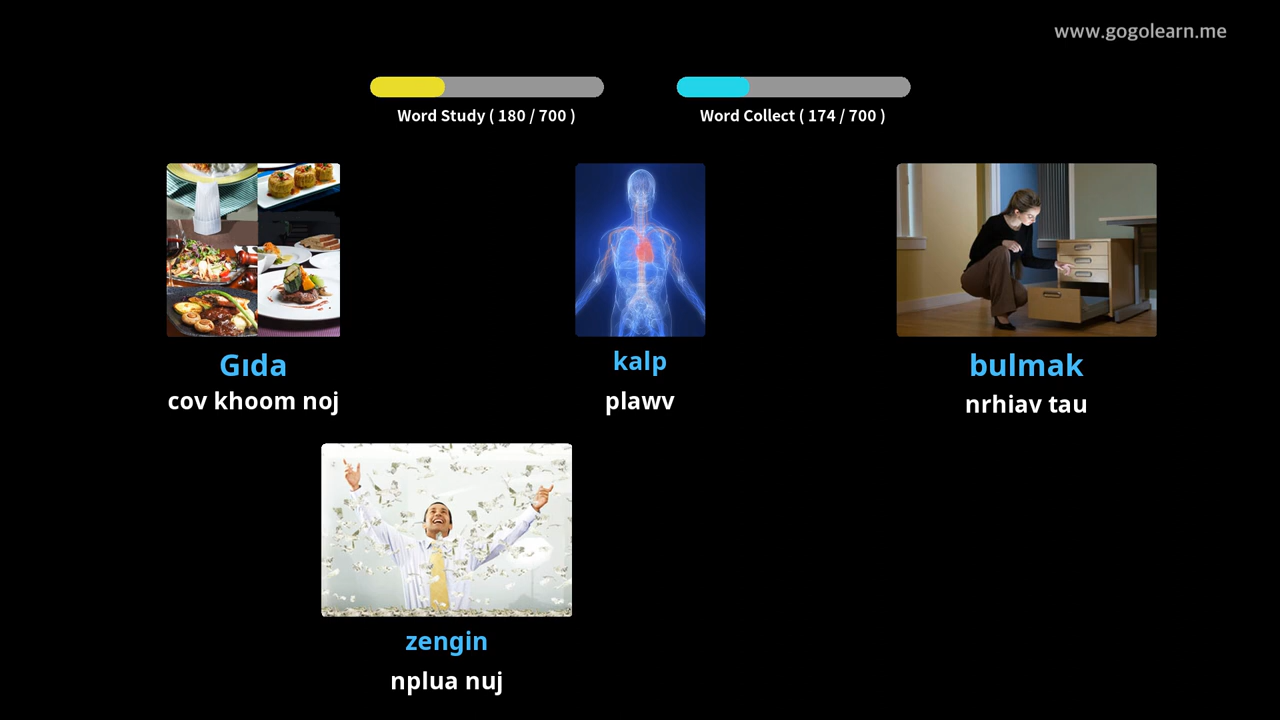 www.gogolearn.me
Word Study ( 180 / 700 )
Word Collect ( 174 / 700 )
Gıda
cov khoom noj
kalp
plawv
bulmak
nrhiav tau
zengin
nplua nuj